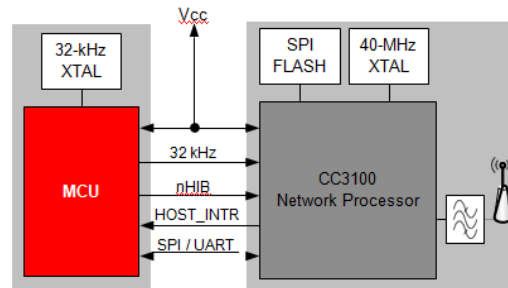 Vcc
32-kHz
XTAL
SPI
FLASH
40-MHz
XTAL
32 kHz
MCU
nHIB
CC3100
Network Processor
HOST_INTR
SPI / UART